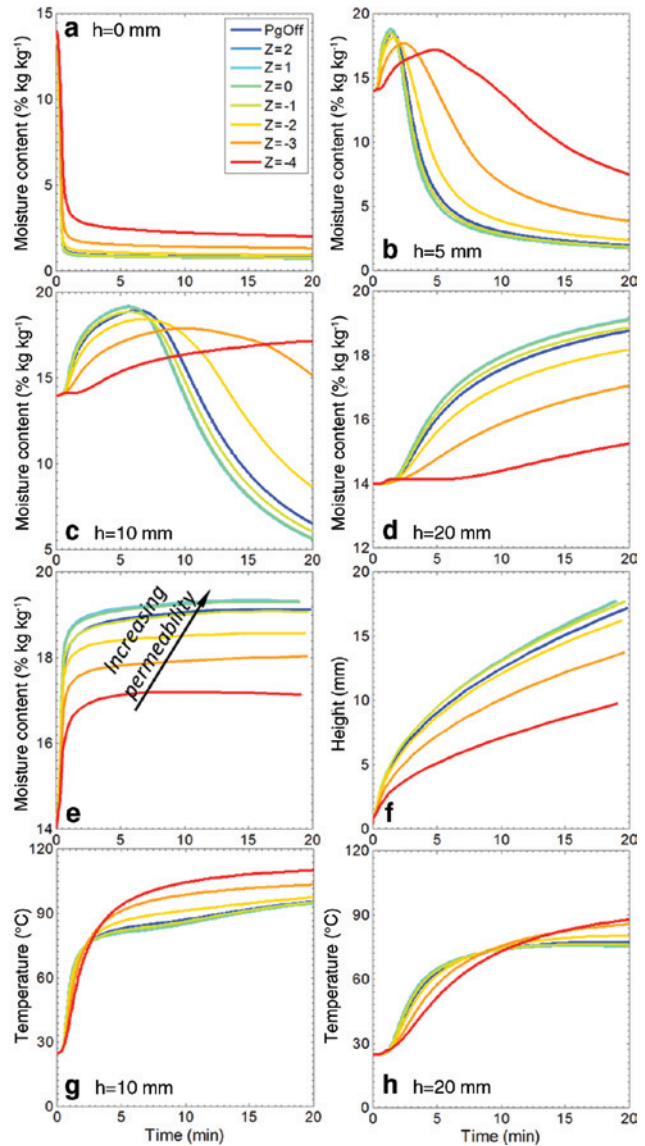 a h=0 mm
PgOff
Z=2
Z=1
Z=0
Z=-1
Z=-2
Z=-3
Z=-4
Moisture content (% kg kg⁻¹)
15
10
5
0
0 5 10 15 20
b h=5 mm
Moisture content (% kg kg⁻¹)
20
15
10
5
0
0 5 10 15 20
c h=10 mm
Moisture content (% kg kg⁻¹)
20
15
10
5
0 5 10 15 20
d h=20 mm
Moisture content (% kg kg⁻¹)
20
18
16
14
12
0 5 10 15 20
e
Increasing
permeability
Moisture content (% kg kg⁻¹)
20
18
16
14
0 5 10 15 20
f
Height (mm)
20
15
10
5
0
0 5 10 15 20
g h=10 mm
Temperature (°C)
120
90
60
30
0
0 5 10 15 20
Time (min)
h h=20 mm
Temperature (°C)
120
90
60
30
0
0 5 10 15 20
Time (min)